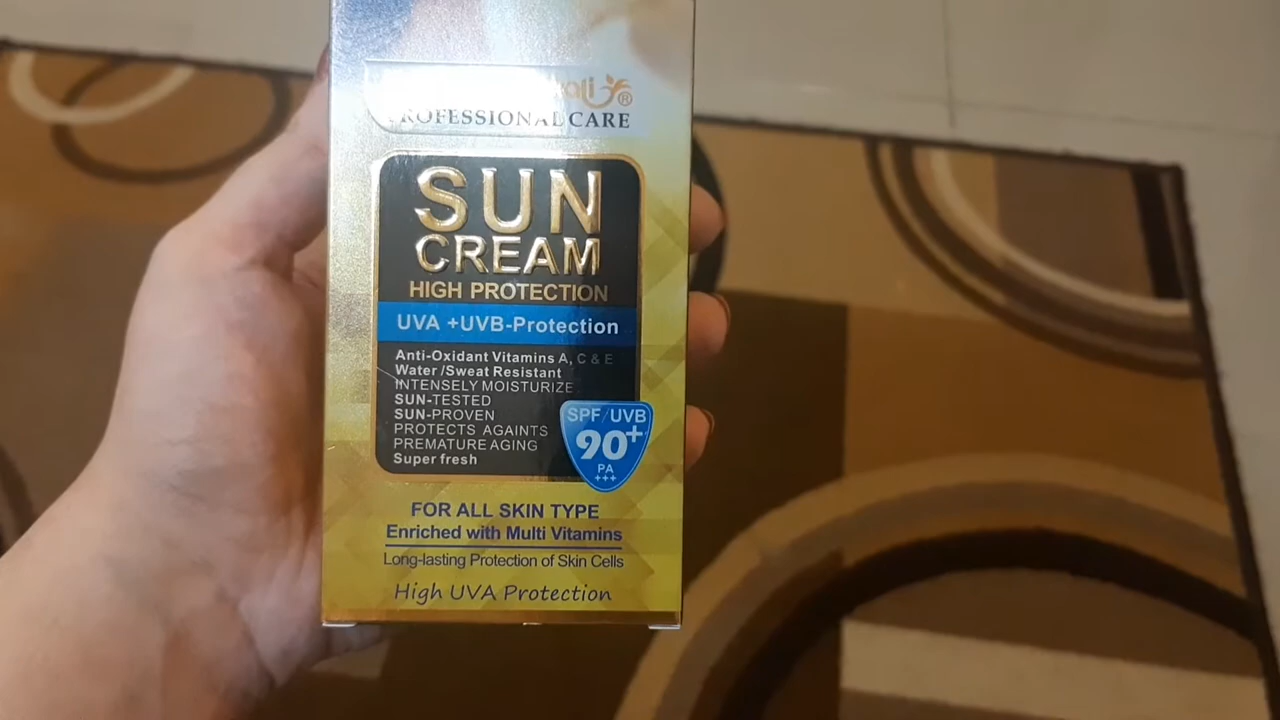 PROFESSIONAL CARE
SUN
CREAM
HIGH PROTECTION
UVA +UVB-Protection
Anti-Oxidant Vitamins A, C & E
Water /Sweat Resistant
INTENSELY MOISTURIZE
SUN-TESTED
SUN-PROVEN
PROTECTS AGAINTS
PREMATURE AGING
Super fresh
SPF/UVB
90+
PA
+++
FOR ALL SKIN TYPE
Enriched with Multi Vitamins
Long-lasting Protection of Skin Cells
High UVA Protection